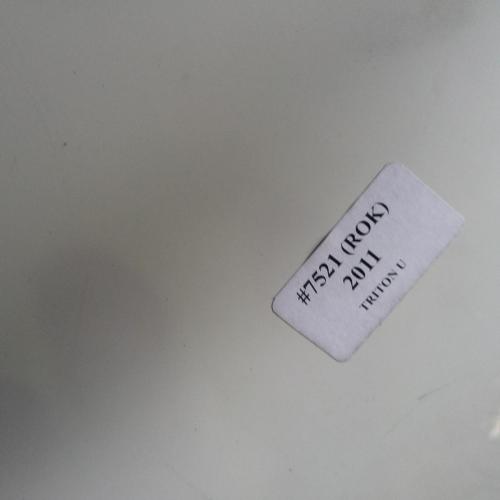 #7521 (ROK)
2011
TRITON U